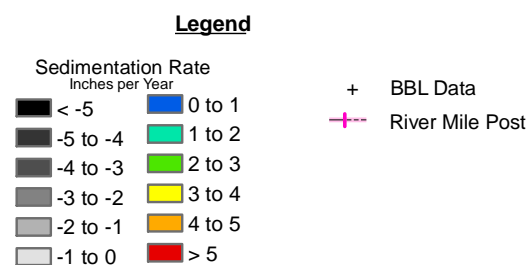 Legend
Sedimentation Rate
Inches per Year
< -5
-5 to -4
-4 to -3
-3 to -2
-2 to -1
-1 to 0
0 to 1
1 to 2
2 to 3
3 to 4
4 to 5
> 5
+ BBL Data
River Mile Post